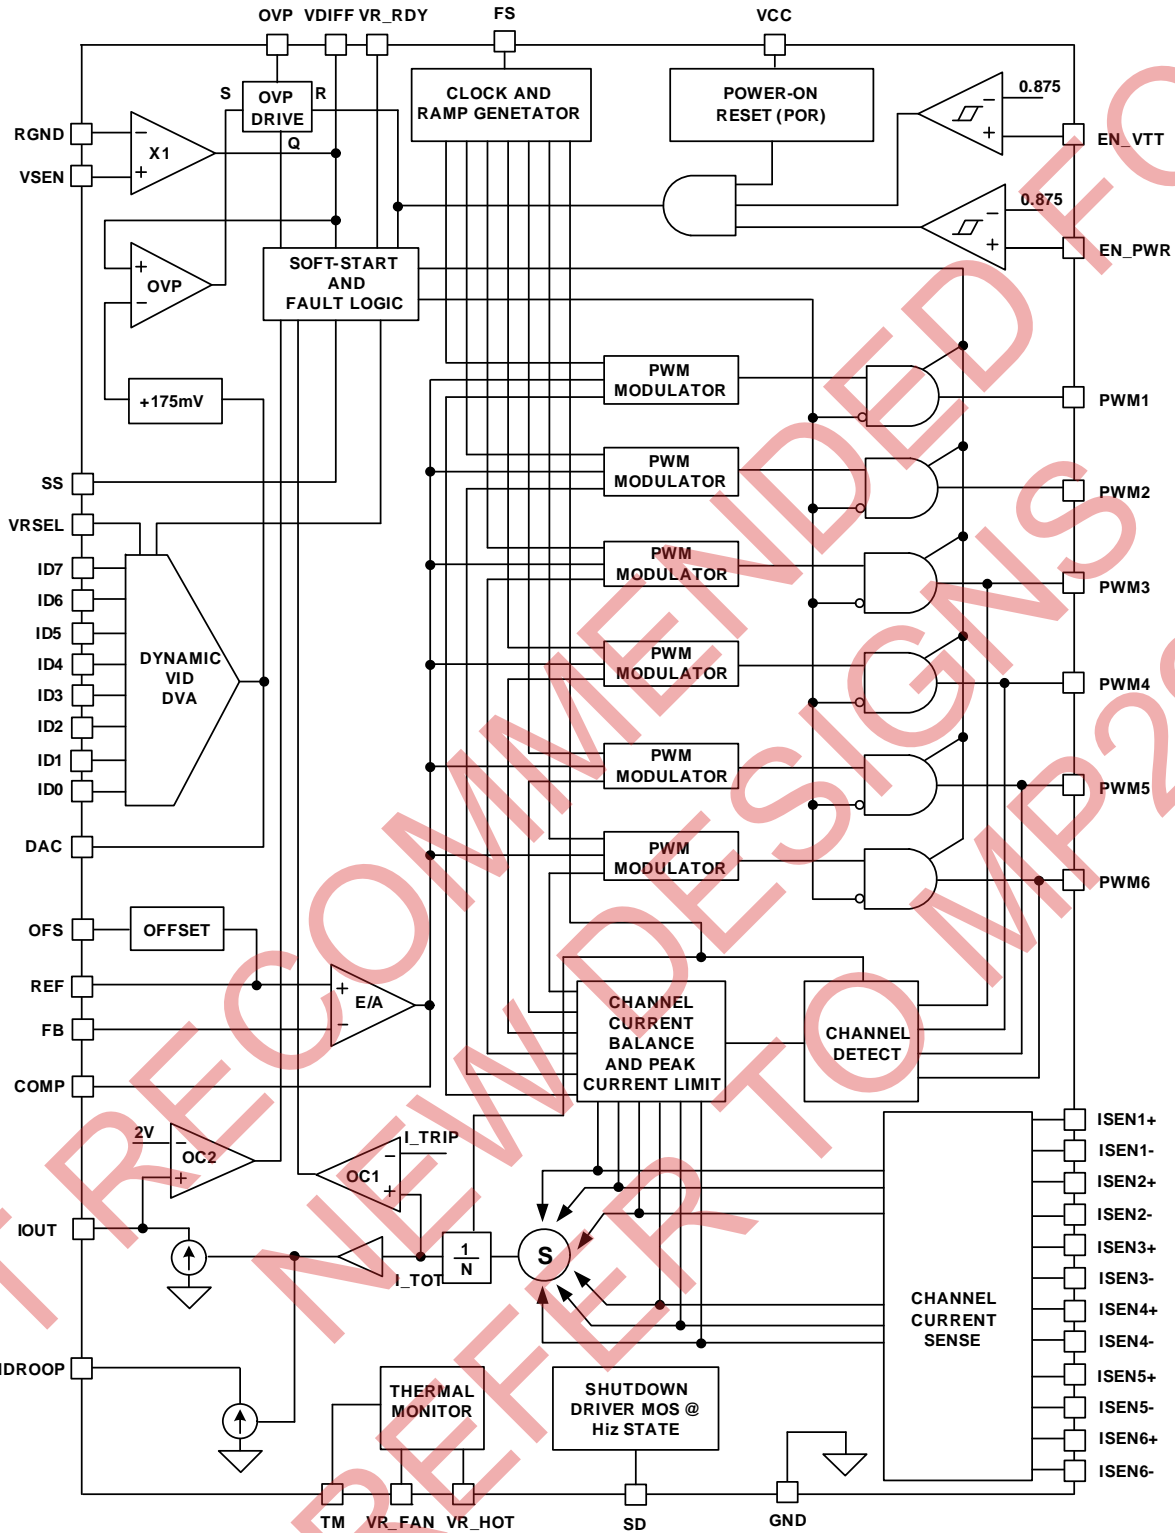 OVP VDIFF VR_RDY FS VCC
S OVP DRIVE R
Q
CLOCK AND
RAMP GENETATOR
POWER-ON
RESET (POR)
0.875
EN_VTT
0.875
EN_PWR
RGND
VSEN
X1
OVP
SOFT-START
AND
FAULT LOGIC
+175mV
PWM
MODULATOR
PWM1
PWM
MODULATOR
PWM2
PWM
MODULATOR
PWM3
PWM
MODULATOR
PWM4
PWM
MODULATOR
PWM5
PWM
MODULATOR
PWM6
SS
VRSEL
ID7
ID6
ID5
ID4
ID3
ID2
ID1
ID0
DYNAMIC
VID
DVA
DAC
OFS
OFFSET
REF
FB
E/A
COMP
CHANNEL
CURRENT
BALANCE
AND PEAK
CURRENT LIMIT
CHANNEL
DETECT
2V
OC2
I_TRIP
OC1
IOUT
I_TOT
1
N
S
CHANNEL
CURRENT
SENSE
ISEN1+
ISEN1-
ISEN2+
ISEN2-
ISEN3+
ISEN3-
ISEN4+
ISEN4-
ISEN5+
ISEN5-
ISEN6+
ISEN6-
IDROOP
THERMAL
MONITOR
SHUTDOWN
DRIVER MOS @
Hiz STATE
TM VR_FAN VR_HOT SD GND
RECOMMENDED FO
NEW DESIGNS
REFER TO MP2